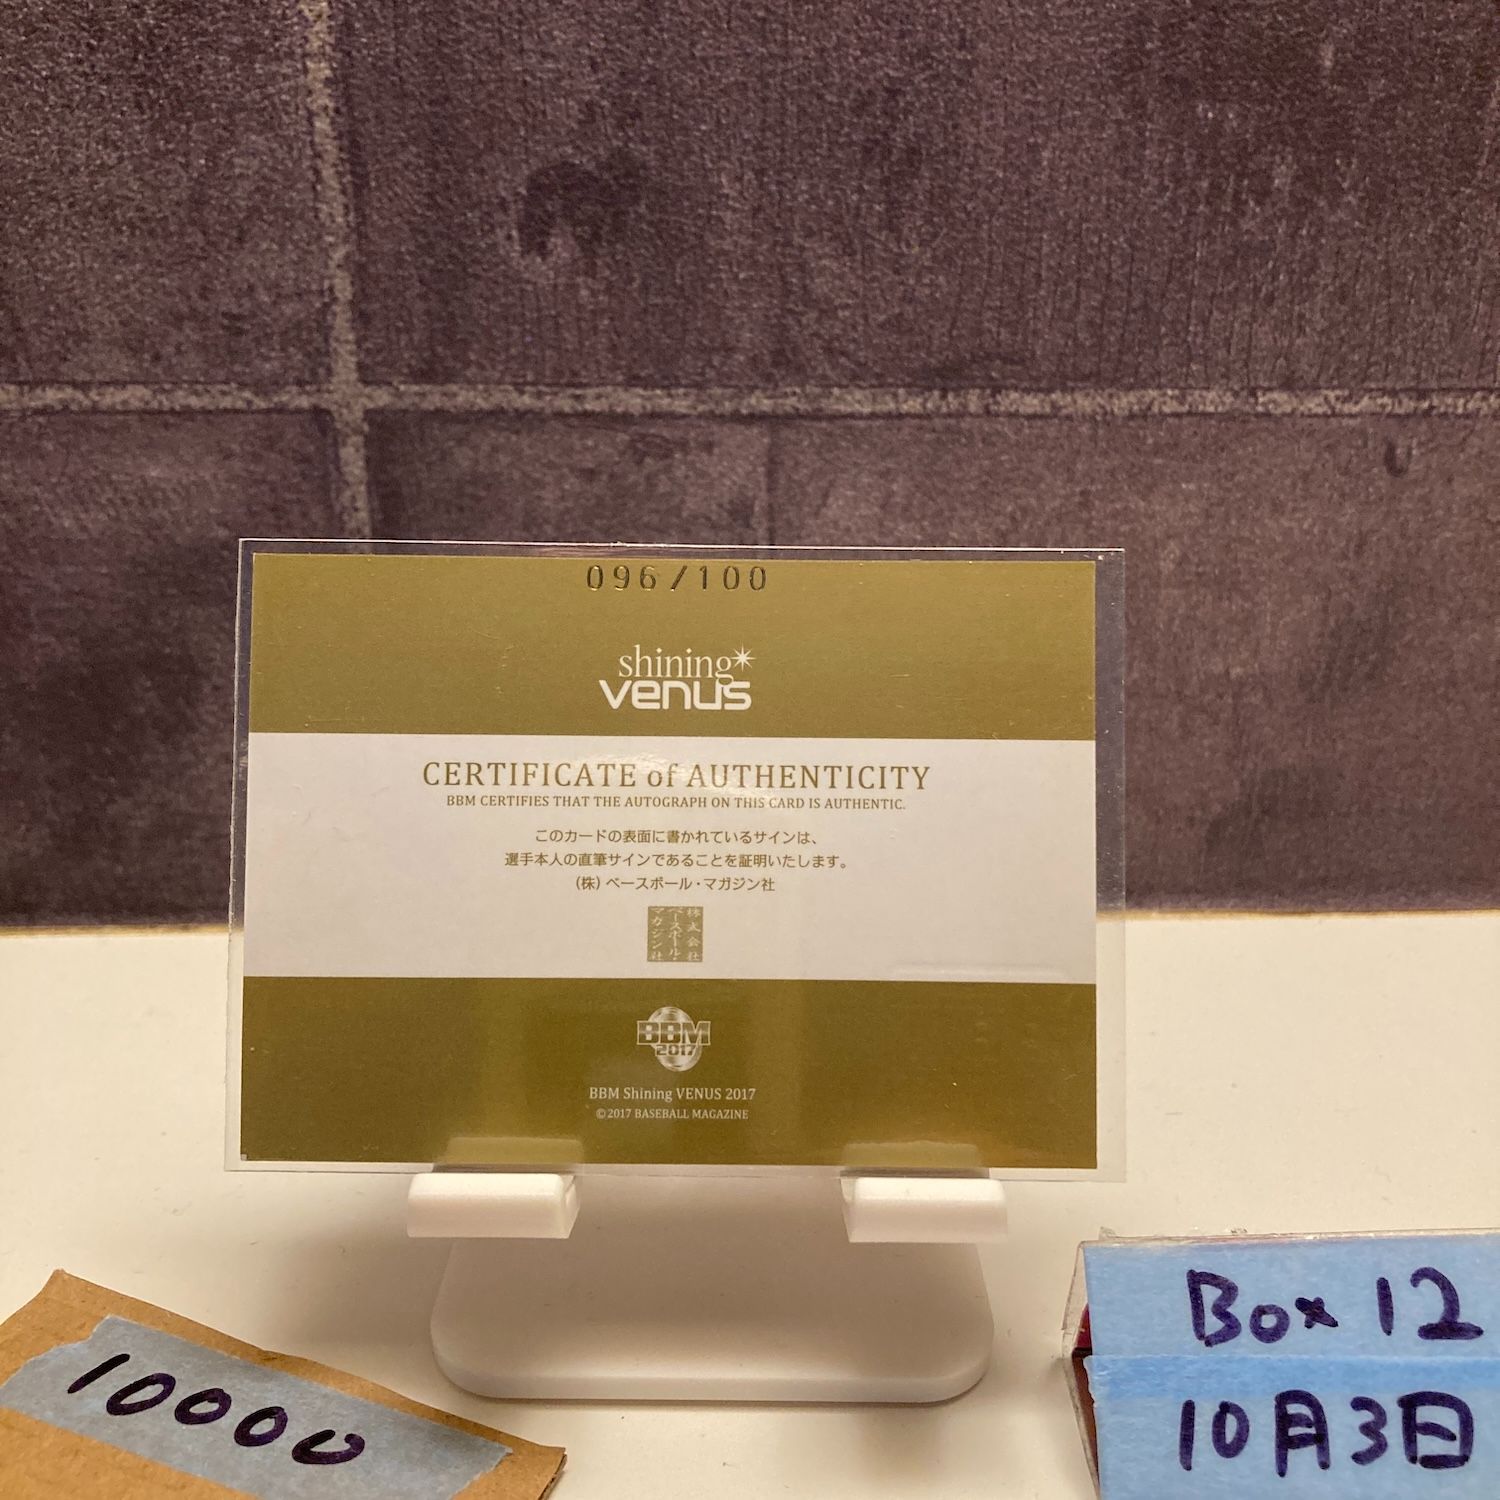 096/100
shining
venus
CERTIFICATE of AUTHENTICITY
BBM CERTIFIES THAT THE AUTOGRAPH ON THIS CARD IS AUTHENTIC.
このカードの表面に書かれているサインは、
選手本人の直筆サインであることを証明いたします。
(株)ベースボール・マガジン社
株式会社
ベースボール・
マガジン社
BBM
2017
BBM Shining VENUS 2017
©2017 BASEBALL MAGAZINE
10000
Box 12
10月3日